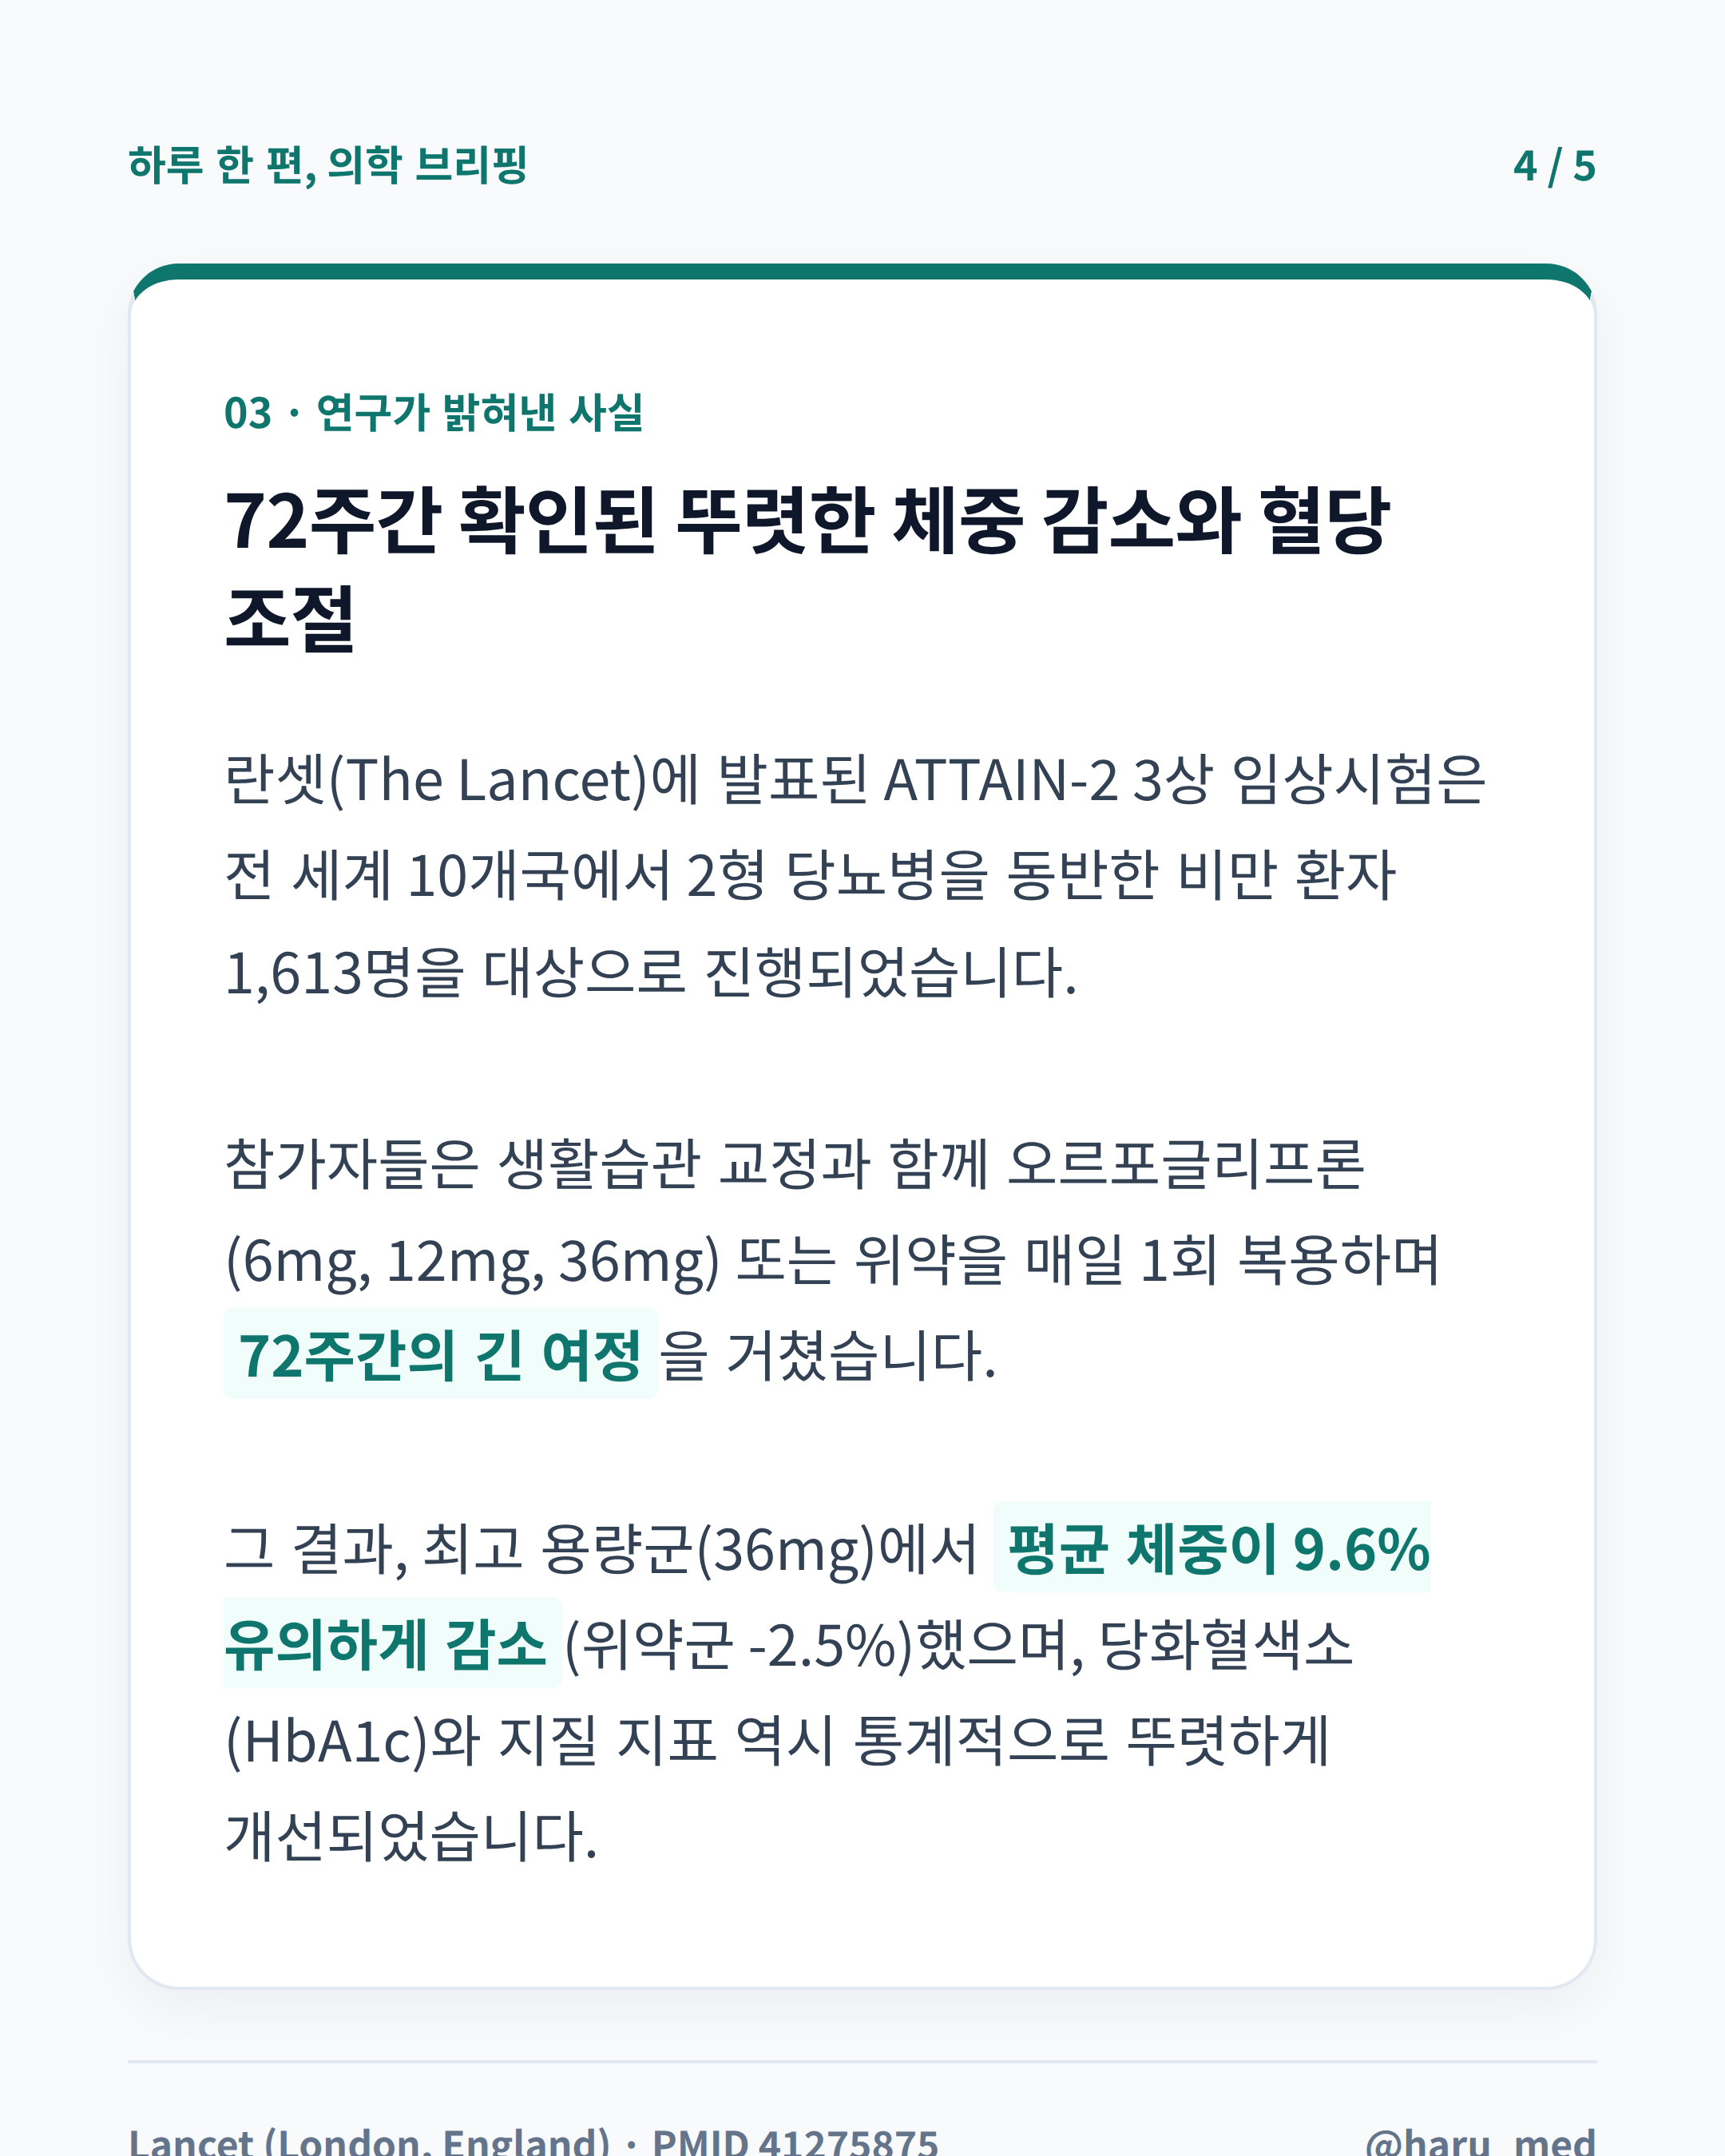 하루 한 편, 의학 브리핑
4 / 5
03 · 연구가 밝혀낸 사실
72주간 확인된 뚜렷한 체중 감소와 혈당
조절
란셋(The Lancet)에 발표된 ATTAIN-2 3상 임상시험은
전 세계 10개국에서 2형 당뇨병을 동반한 비만 환자
1,613명을 대상으로 진행되었습니다.
참가자들은 생활습관 교정과 함께 오르포글리프론
(6mg, 12mg, 36mg) 또는 위약을 매일 1회 복용하며
72주간의 긴 여정을 거쳤습니다.
그 결과, 최고 용량군(36mg)에서 평균 체중이 9.6%
유의하게 감소(위약군 -2.5%)했으며, 당화혈색소
(HbA1c)와 지질 지표 역시 통계적으로 뚜렷하게
개선되었습니다.
Lancet (London, England) · PMID 41275875
@haru_med